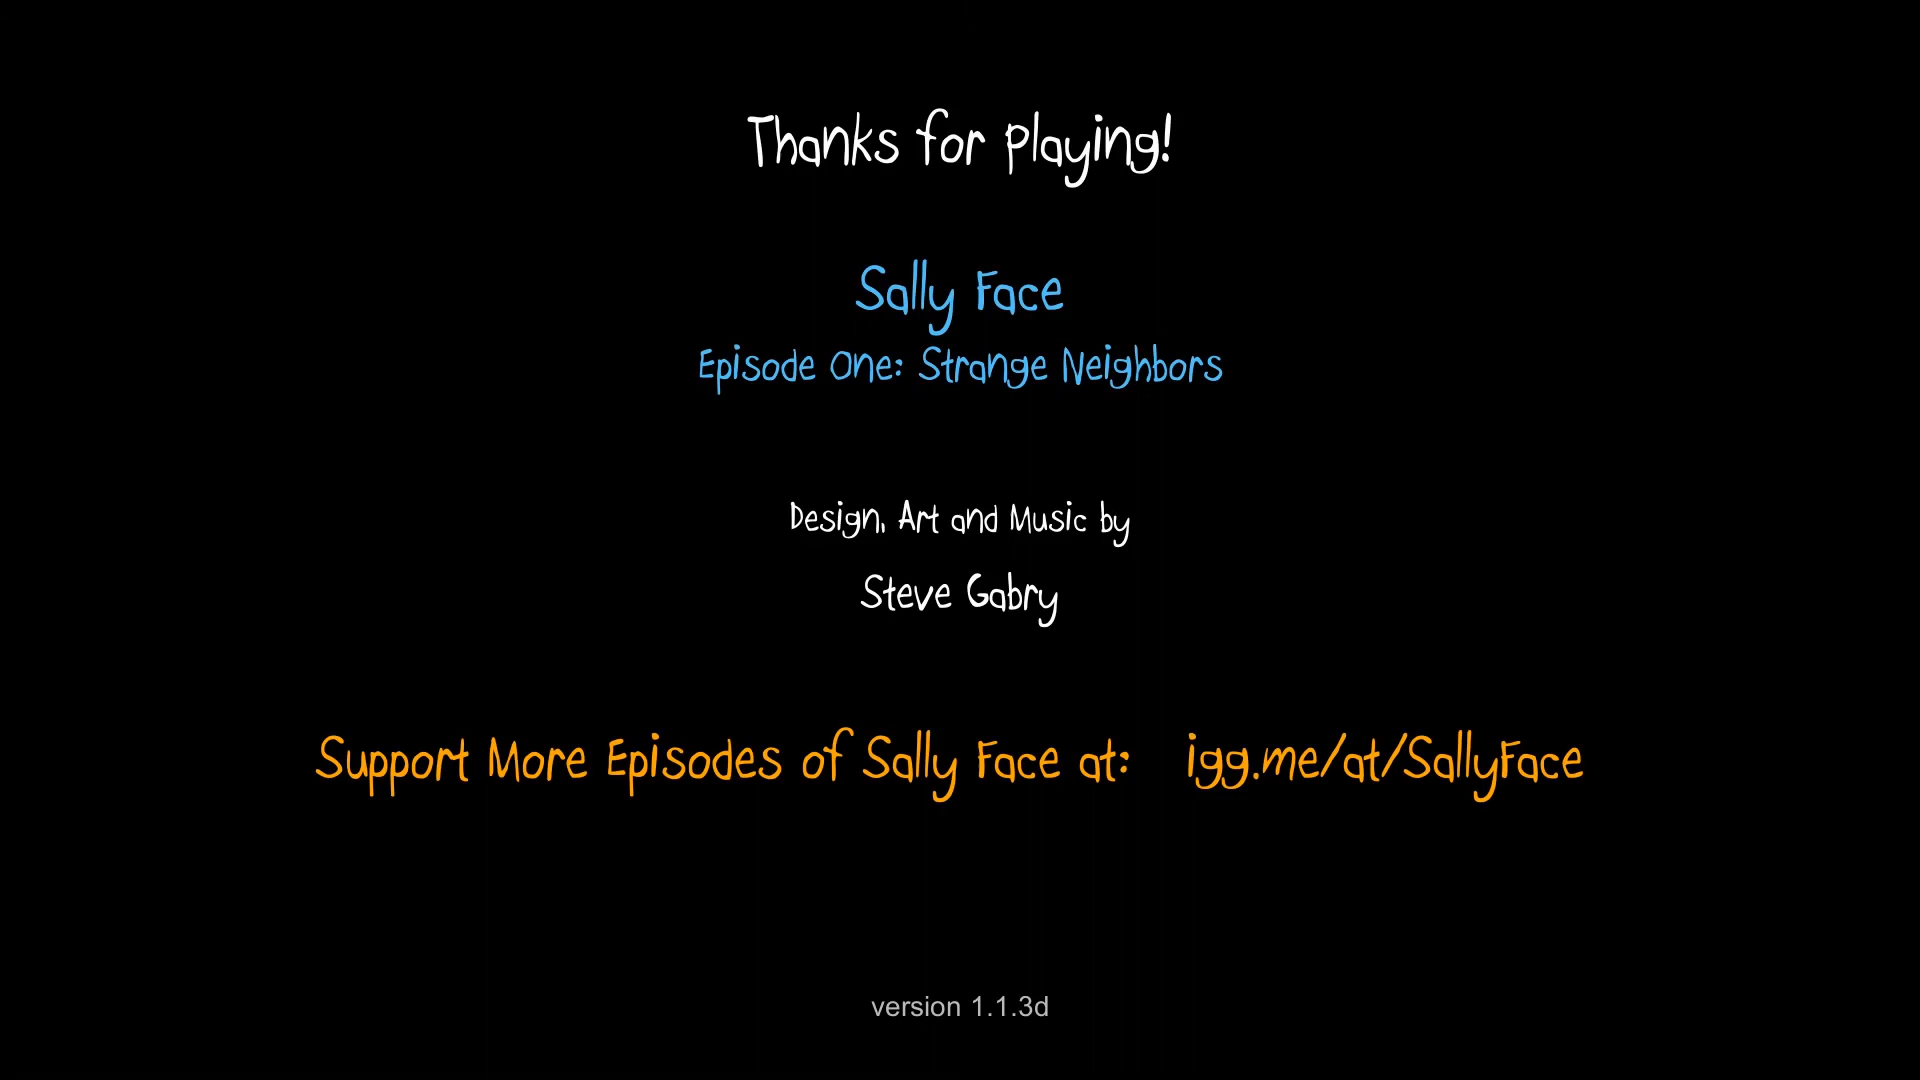 Thanks for playing!
Sally Face
Episode One: Strange Neighbors
Design, Art and Music by
Steve Gabry
Support More Episodes of Sally Face at: igg.me/at/SallyFace
version 1.1.3d